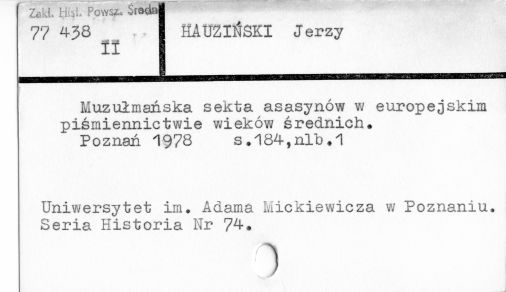 Zakł. Hist. Powsz. Średn
77 438
II
HAUZIŃSKI Jerzy
Muzułmańska sekta asasynów w europejskim
piśmiennictwie wieków średnich.
Poznań 1978 s.184,nlb.1
Uniwersytet im. Adama Mickiewicza w Poznaniu.
Seria Historia Nr 74.